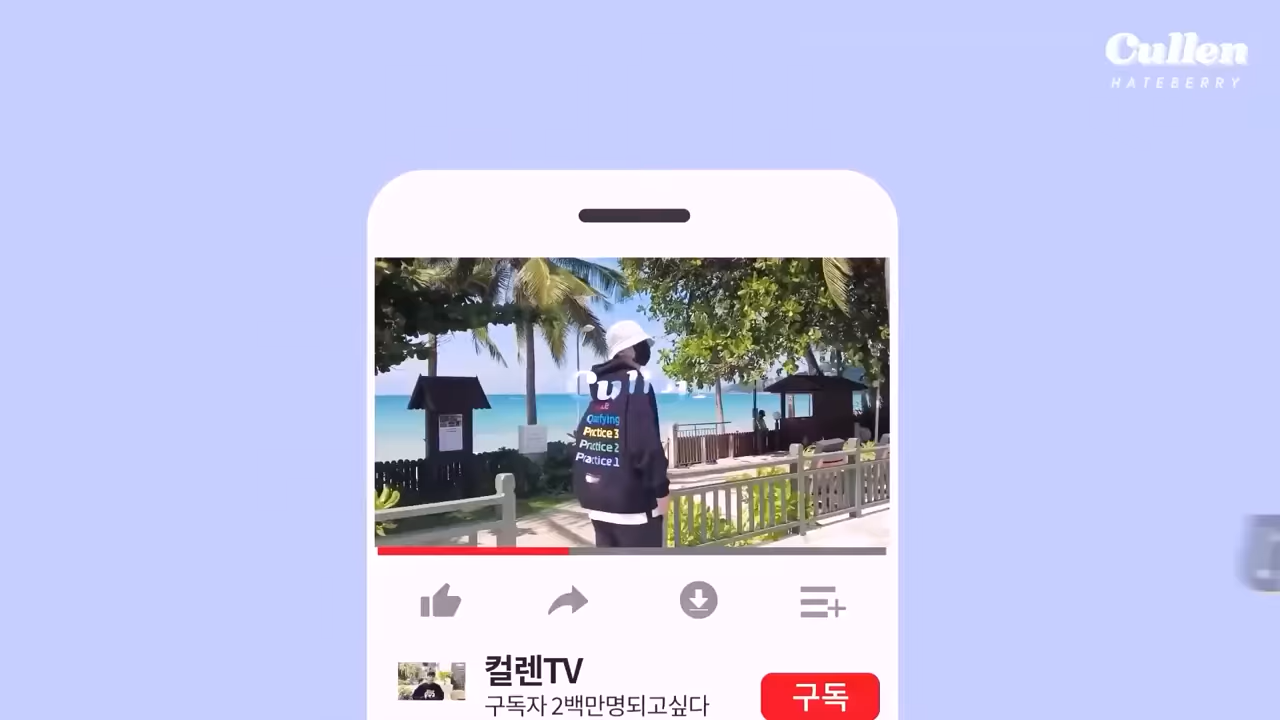 Cullen
HATEBERRY
Cullen
Qualifying
Practice 3
Practice 2
Practice 1
컬렌TV
구독자 2백만명되고싶다
구독